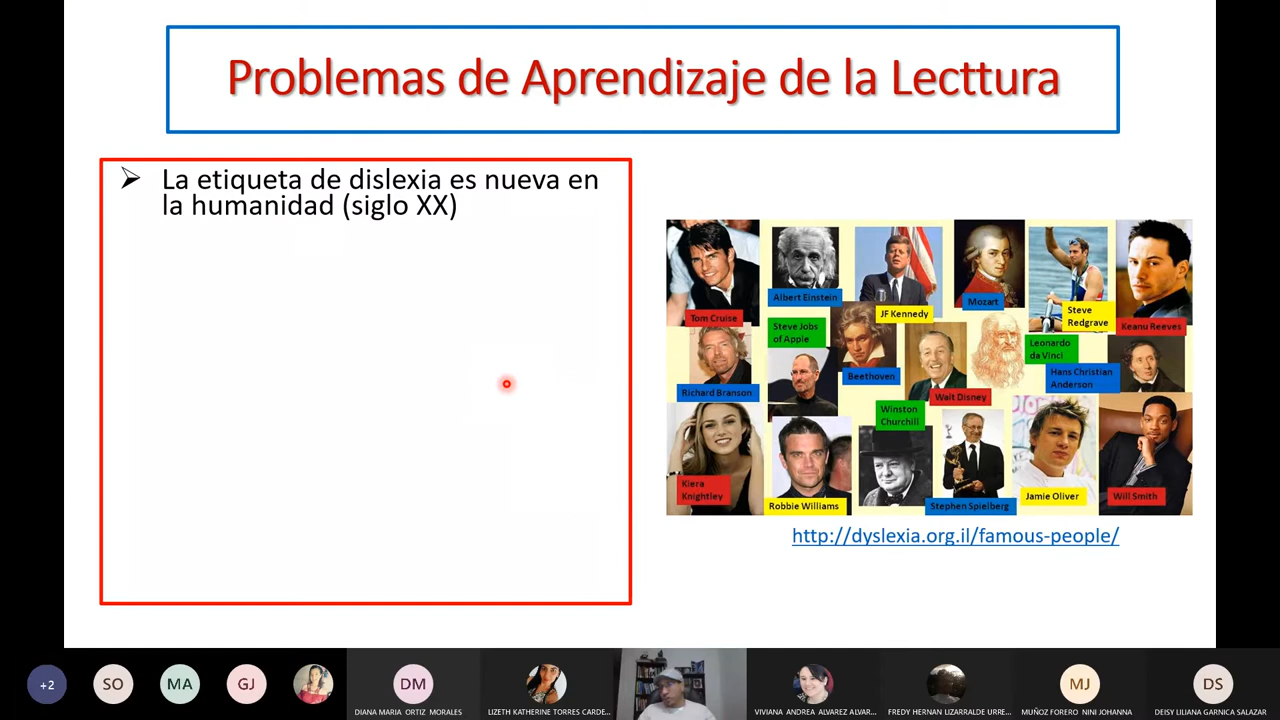 Problemas de Aprendizaje de la Lecttura
➢ La etiqueta de dislexia es nueva en
la humanidad (siglo XX)
Tom Cruise
Albert Einstein
JF Kennedy
Mozart
Steve
Redgrave
Keanu Reeves
Richard Branson
Steve Jobs
of Apple
Beethoven
Walt Disney
Leonardo
da Vinci
Hans Christian
Anderson
Kiera
Knightley
Robbie Williams
Winston
Churchill
Stephen Spielberg
Jamie Oliver
Will Smith
http://dyslexia.org.il/famous-people/
+2
SO
MA
GJ
DM
DIANA MARIA ORTIZ MORALES
LIZETH KATHERINE TORRES CARDE...
VIVIANA ANDREA ALVAREZ ALVAR...
FREDY HERNAN LIZARRALDE URRE...
MJ
MUÑOZ FORERO NINI JOHANNA
DS
DEISY LILIANA GARNICA SALAZAR